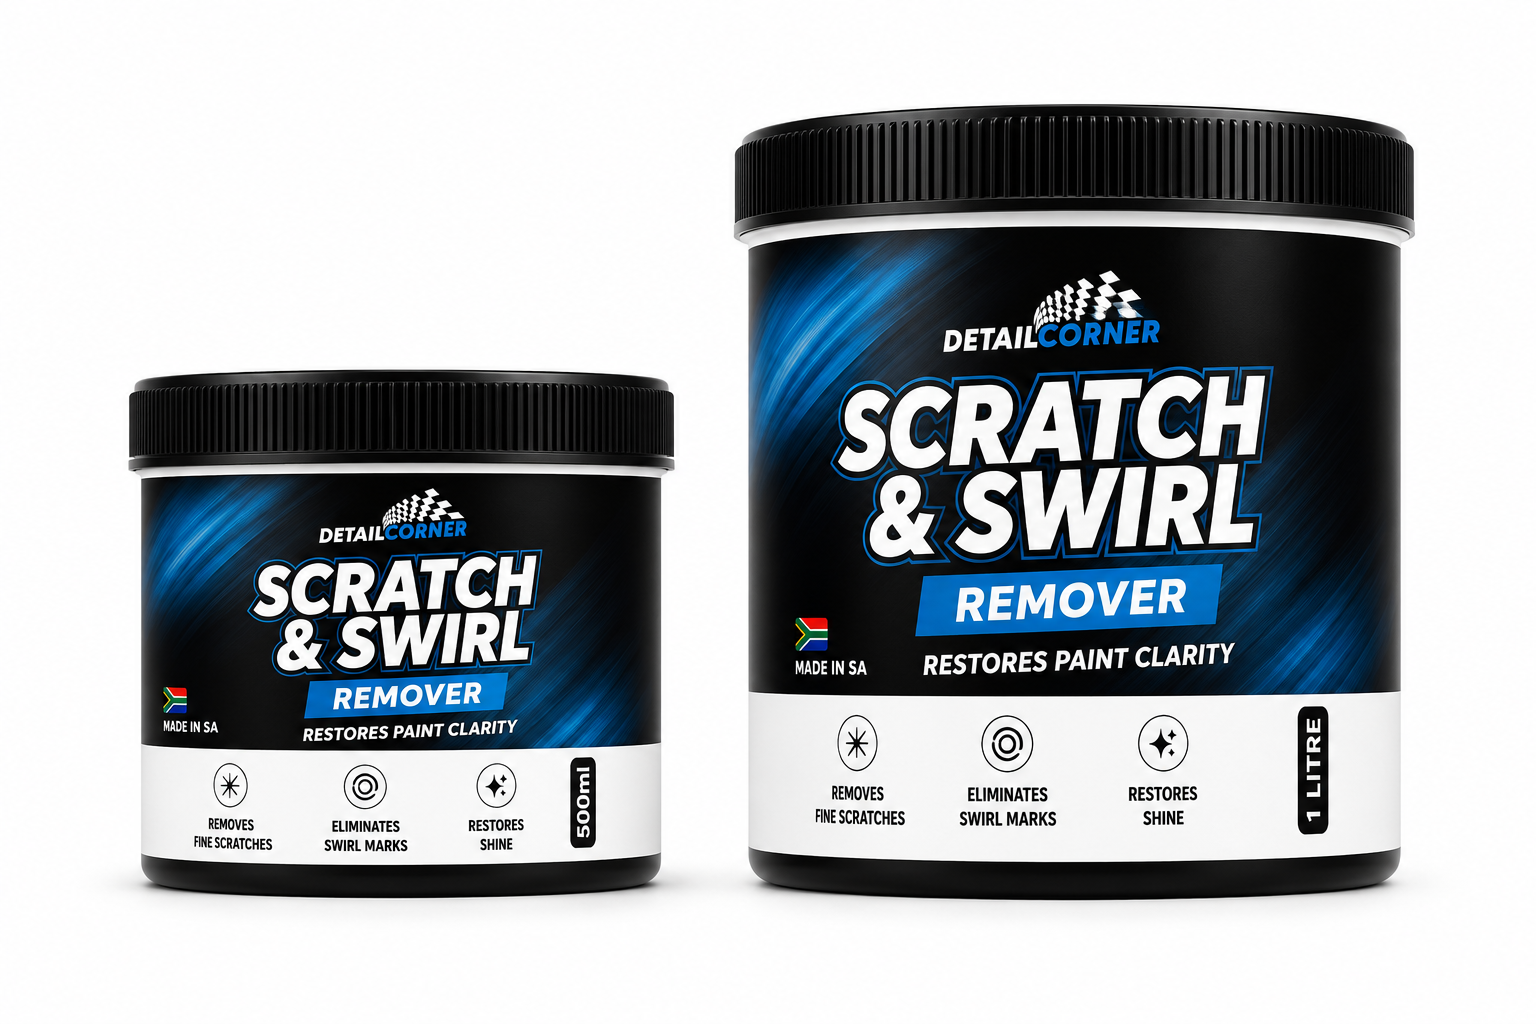 DETAILCORNER
SCRATCH
& SWIRL
REMOVER
RESTORES PAINT CLARITY
MADE IN SA
REMOVES
FINE SCRATCHES
ELIMINATES
SWIRL MARKS
RESTORES
SHINE
500ml
DETAILCORNER
SCRATCH
& SWIRL
REMOVER
RESTORES PAINT CLARITY
MADE IN SA
REMOVES
FINE SCRATCHES
ELIMINATES
SWIRL MARKS
RESTORES
SHINE
1 LITRE